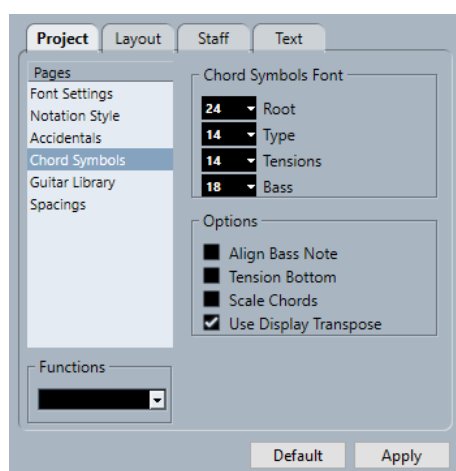 Project Layout Staff Text
Pages
Font Settings
Notation Style
Accidentals
Chord Symbols
Guitar Library
Spacings
Chord Symbols Font
24 Root
14 Type
14 Tensions
18 Bass
Options
Align Bass Note
Tension Bottom
Scale Chords
Use Display Transpose
Functions
Default Apply